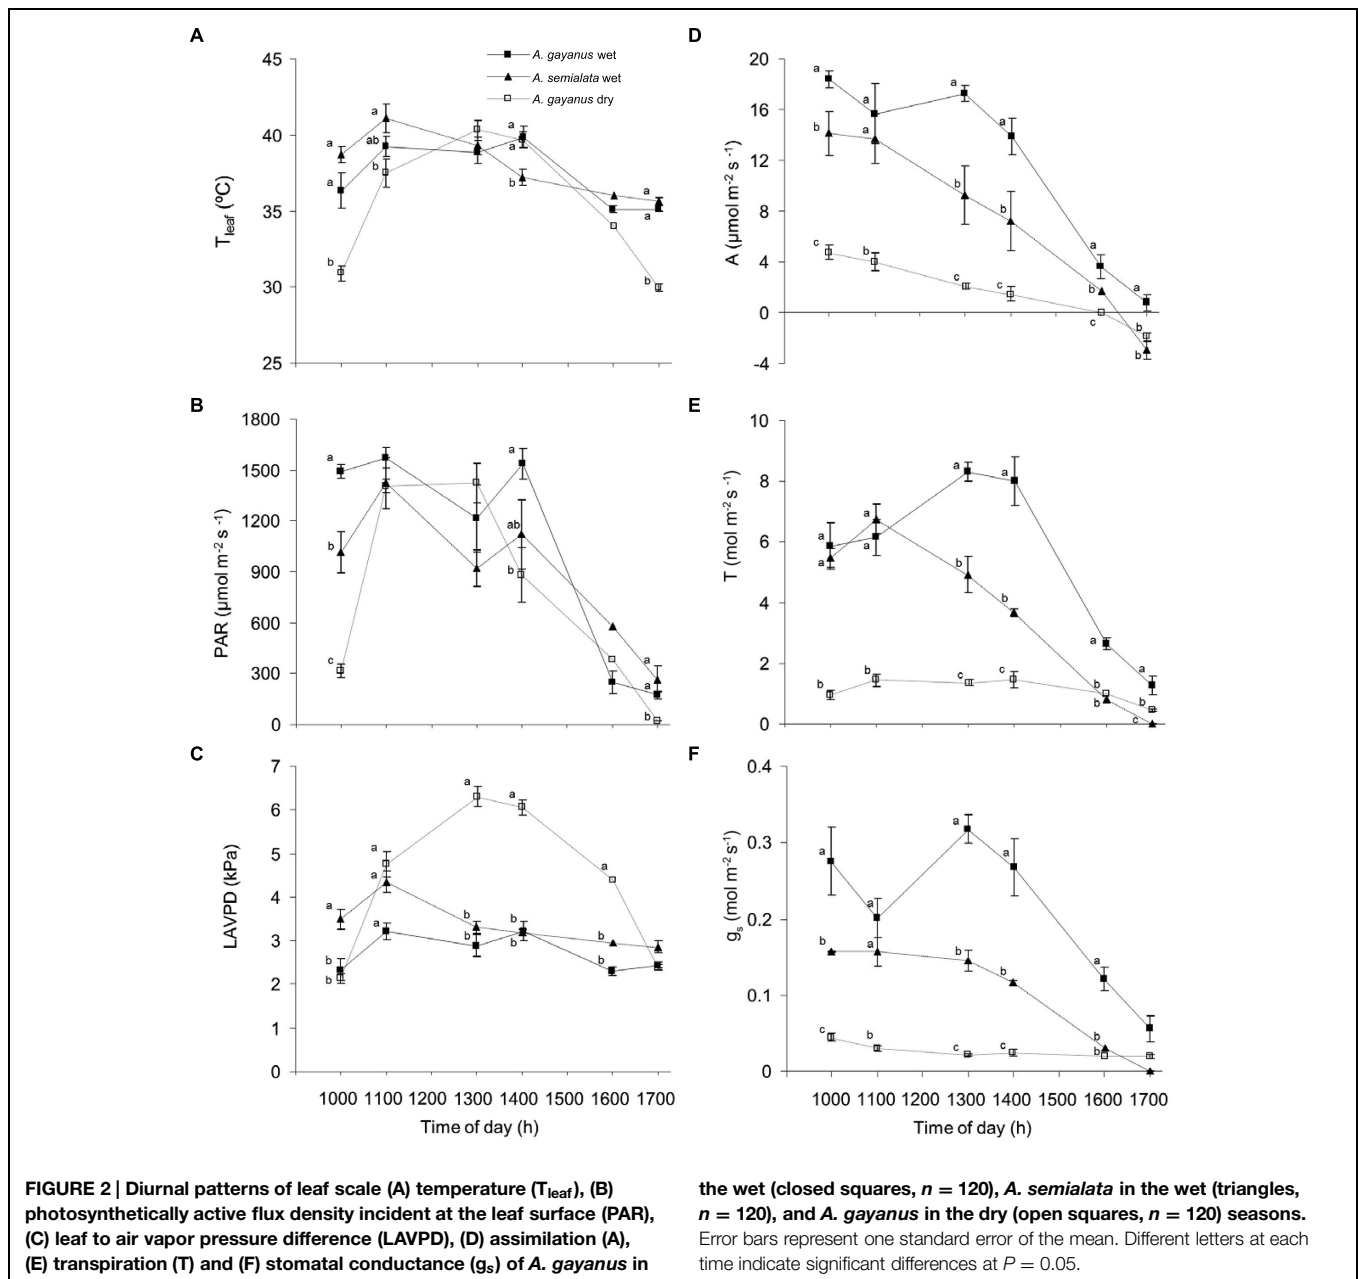 A
A. gayanus wet
A. semialata wet
A. gayanus dry
45
40
35
30
25
Tleaf (ºC)
a
a
b
a
ab
b
a
a
b
a
a
b
B
1800
1500
1200
900
600
300
0
PAR (µmol m-2 s -1)
a
b
c
a
ab
b
a
a
b
C
7
6
5
4
3
2
1
0
LAVPD (kPa)
a
b
b
a
a
a
a
b
b
a
b
b
a
b
b
1000 1100 1200 1300 1400 1500 1600 1700
Time of day (h)
D
20
16
12
8
4
0
-4
A (µmol m-2 s -1)
a
b
c
a
a
b
a
b
c
a
b
c
a
b
c
a
b
b
E
10
8
6
4
2
0
T (mol m-2 s -1)
a
a
b
a
a
b
a
b
c
a
b
c
a
b
b
a
b
c
F
0.4
0.3
0.2
0.1
0
gs (mol m-2 s-1)
a
b
c
a
a
b
a
b
c
a
b
c
a
b
b
1000 1100 1200 1300 1400 1500 1600 1700
Time of day (h)
FIGURE 2 | Diurnal patterns of leaf scale (A) temperature (Tleaf), (B)
photosynthetically active flux density incident at the leaf surface (PAR),
(C) leaf to air vapor pressure difference (LAVPD), (D) assimilation (A),
(E) transpiration (T) and (F) stomatal conductance (gs) of A. gayanus in
the wet (closed squares, n = 120), A. semialata in the wet (triangles,
n = 120), and A. gayanus in the dry (open squares, n = 120) seasons.
Error bars represent one standard error of the mean. Different letters at each
time indicate significant differences at P = 0.05.